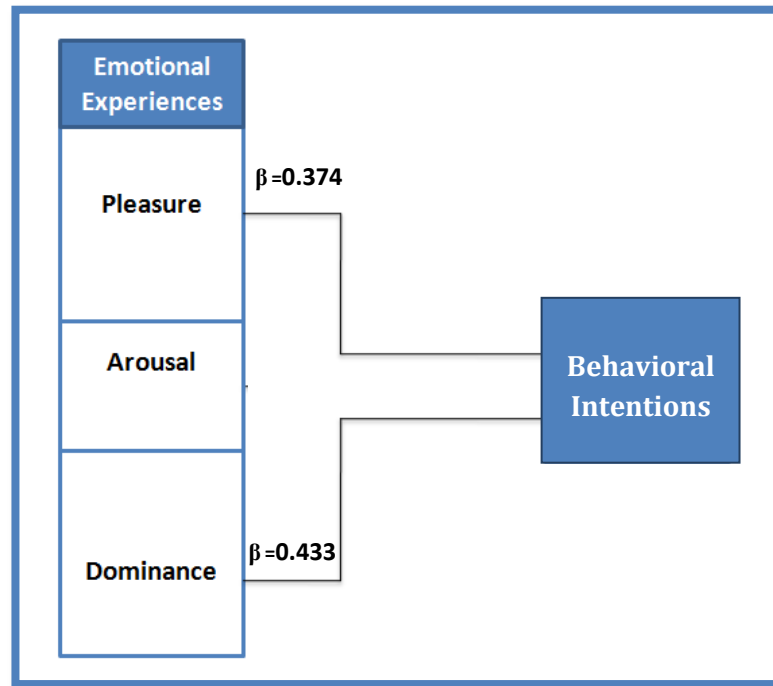 Emotional
Experiences
Pleasure
β =0.374
Arousal
Behavioral
Intentions
Dominance
β =0.433